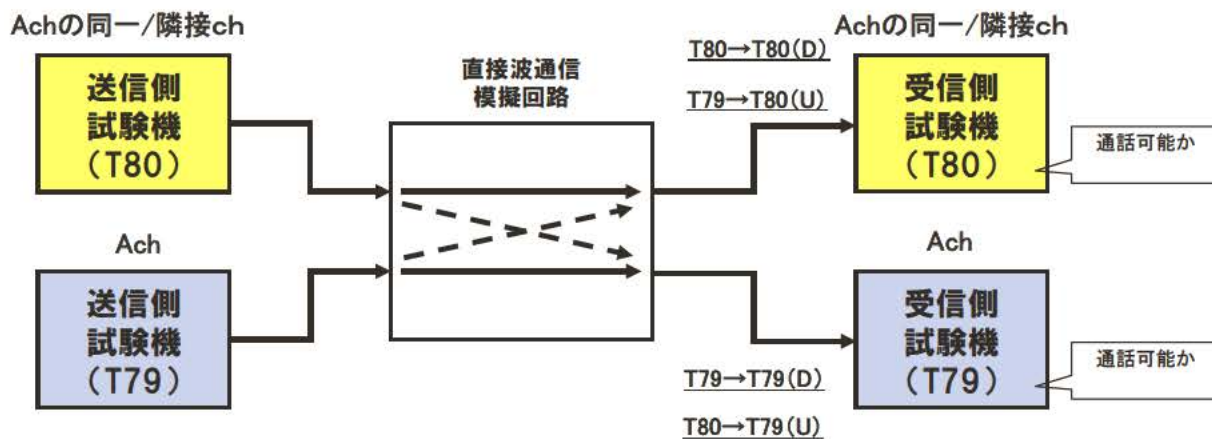 Achの同一/隣接ch
送信側
試験機
（T80）
Ach
送信側
試験機
（T79）
直接波通信
模擬回路
T80→T80(D)
T79→T80(U)
Achの同一/隣接ch
受信側
試験機
（T80）
通話可能か
Ach
受信側
試験機
（T79）
通話可能か
T79→T79(D)
T80→T79(U)